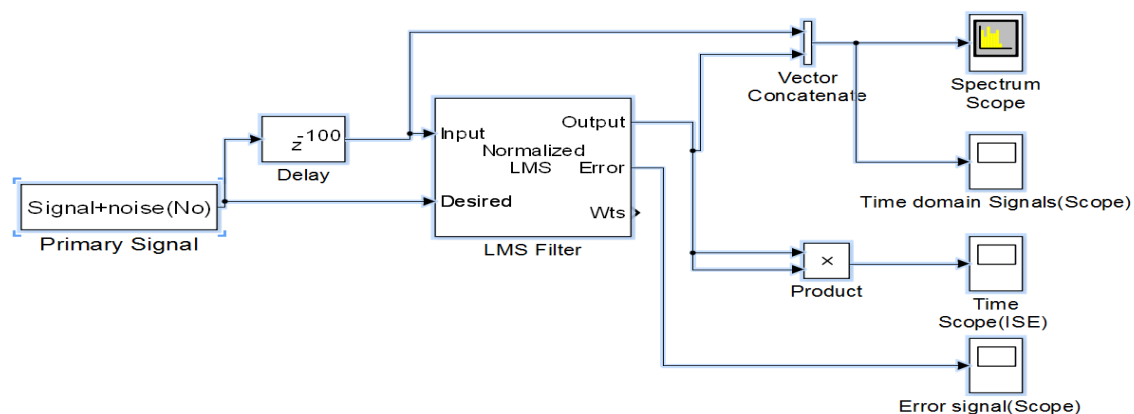 Vector
Concatenate
Spectrum
Scope
z^-100
Delay
Input
Output
Normalized
LMS
Error
Desired
Wts
LMS Filter
Signal+noise(No)
Primary Signal
Time domain Signals(Scope)
×
Product
Time
Scope(ISE)
Error signal(Scope)